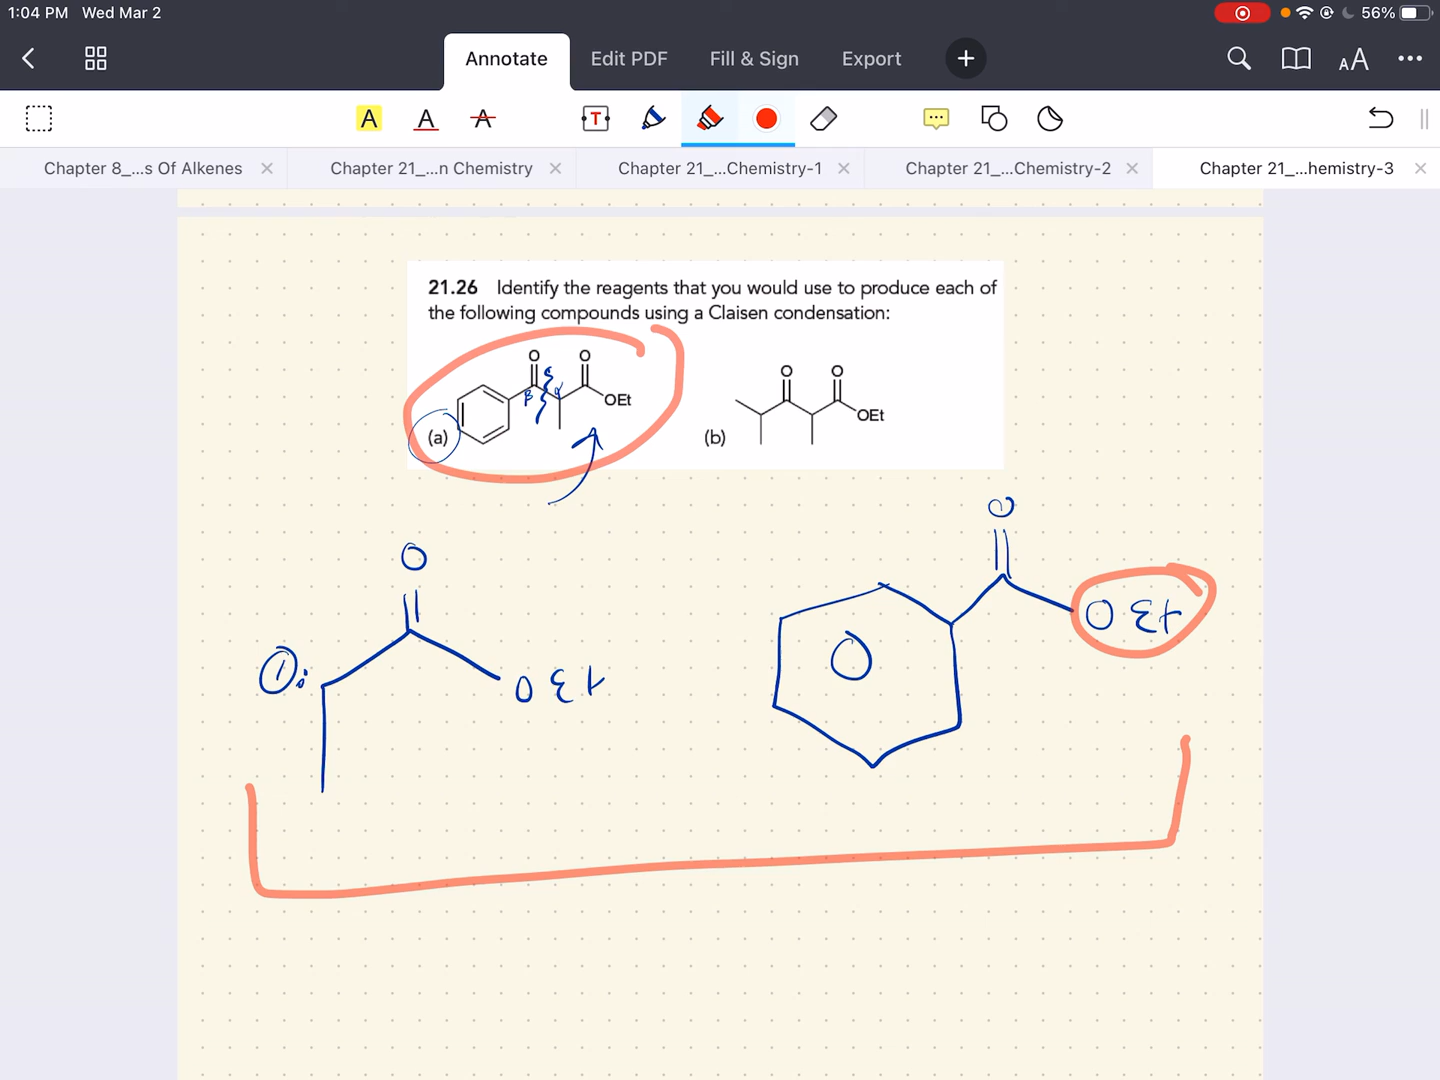 1:04 PM Wed Mar 2
56%
Annotate Edit PDF Fill & Sign Export
A A A T AA
Chapter 8_...s Of Alkenes
Chapter 21_...n Chemistry
Chapter 21_...Chemistry-1
Chapter 21_...Chemistry-2
Chapter 21_...hemistry-3
21.26 Identify the reagents that you would use to produce each of
the following compounds using a Claisen condensation:
O O
β α
OEt
(a)
O O
OEt
(b)
O
OEt
O
OEt